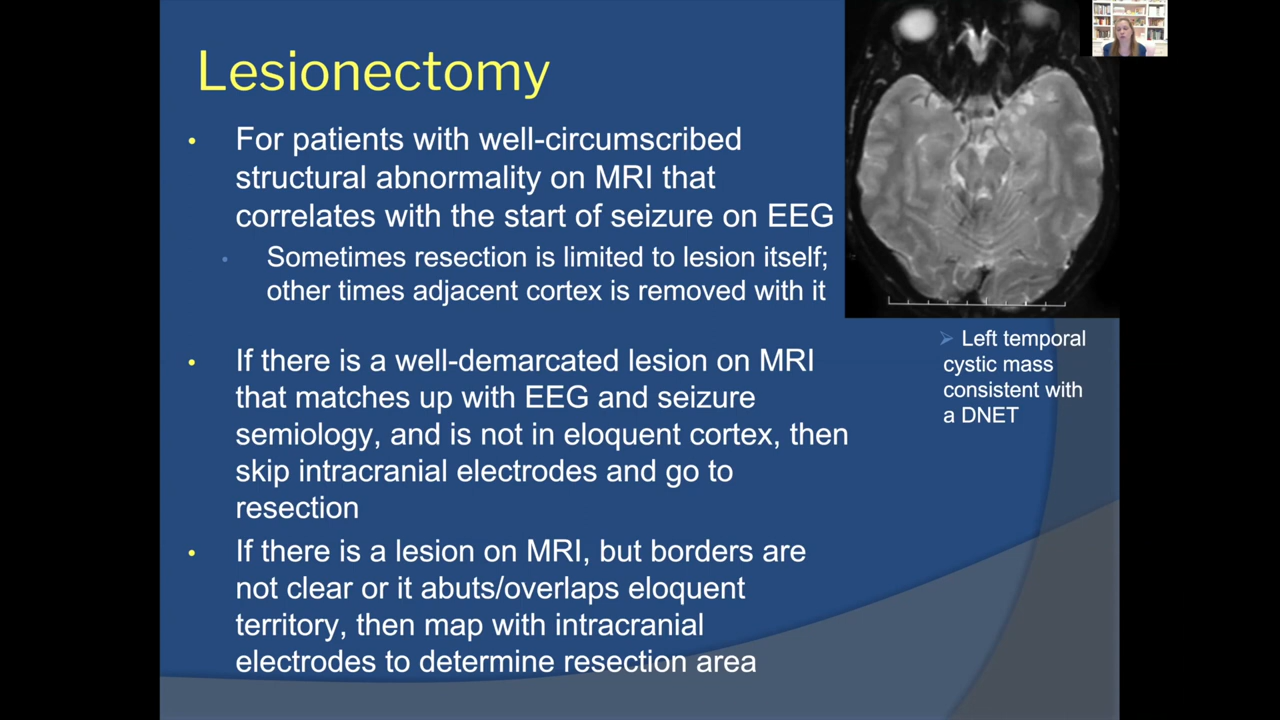 Lesionectomy
• For patients with well-circumscribed
structural abnormality on MRI that
correlates with the start of seizure on EEG
• Sometimes resection is limited to lesion itself;
other times adjacent cortex is removed with it
• If there is a well-demarcated lesion on MRI
that matches up with EEG and seizure
semiology, and is not in eloquent cortex, then
skip intracranial electrodes and go to
resection
• If there is a lesion on MRI, but borders are
not clear or it abuts/overlaps eloquent
territory, then map with intracranial
electrodes to determine resection area
➢ Left temporal
cystic mass
consistent with
a DNET